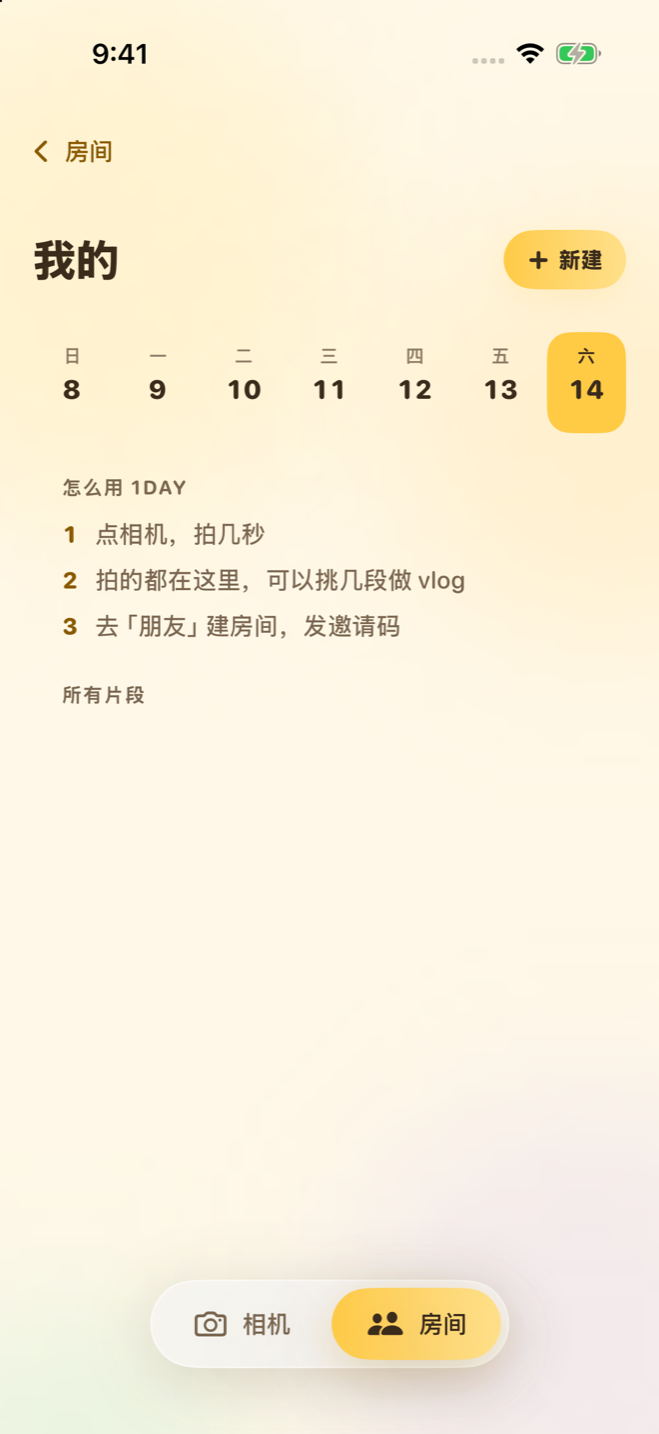 9:41
房间
我的
+ 新建
日 一 二 三 四 五 六
8 9 10 11 12 13 14
怎么用 1DAY
1 点相机，拍几秒
2 拍的都在这里，可以挑几段做 vlog
3 去「朋友」建房间，发邀请码
所有片段
相机 房间